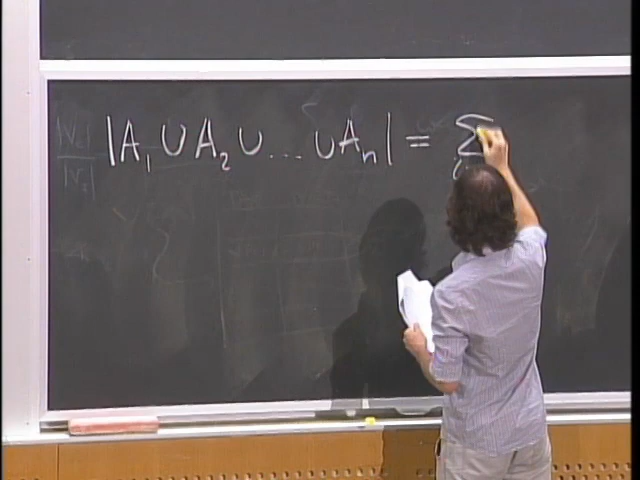 |A₁ ∪ A₂ ∪ ... ∪ Aₙ| = Σ